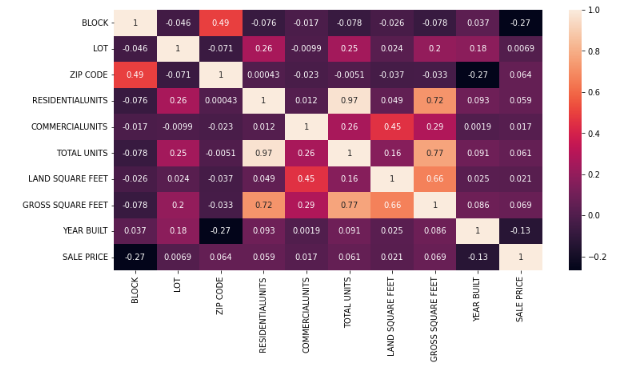 BLOCK 1 -0.046 0.49 -0.076 -0.017 -0.078 -0.026 -0.078 0.037 -0.27
LOT -0.046 1 -0.071 0.26 -0.0099 0.25 0.024 0.2 0.18 0.0069
ZIP CODE 0.49 -0.071 1 0.00043 -0.023 -0.0051 -0.037 -0.033 -0.27 0.064
RESIDENTIALUNITS -0.076 0.26 0.00043 1 0.012 0.97 0.049 0.72 0.093 0.059
COMMERCIALUNITS -0.017 -0.0099 -0.023 0.012 1 0.26 0.45 0.29 0.0019 0.017
TOTAL UNITS -0.078 0.25 -0.0051 0.97 0.26 1 0.16 0.77 0.091 0.061
LAND SQUARE FEET -0.026 0.024 -0.037 0.049 0.45 0.16 1 0.66 0.025 0.021
GROSS SQUARE FEET -0.078 0.2 -0.033 0.72 0.29 0.77 0.66 1 0.086 0.069
YEAR BUILT 0.037 0.18 -0.27 0.093 0.0019 0.091 0.025 0.086 1 -0.13
SALE PRICE -0.27 0.0069 0.064 0.059 0.017 0.061 0.021 0.069 -0.13 1
BLOCK
LOT
ZIP CODE
RESIDENTIALUNITS
COMMERCIALUNITS
TOTAL UNITS
LAND SQUARE FEET
GROSS SQUARE FEET
YEAR BUILT
SALE PRICE
1.0
0.8
0.6
0.4
0.2
0.0
-0.2